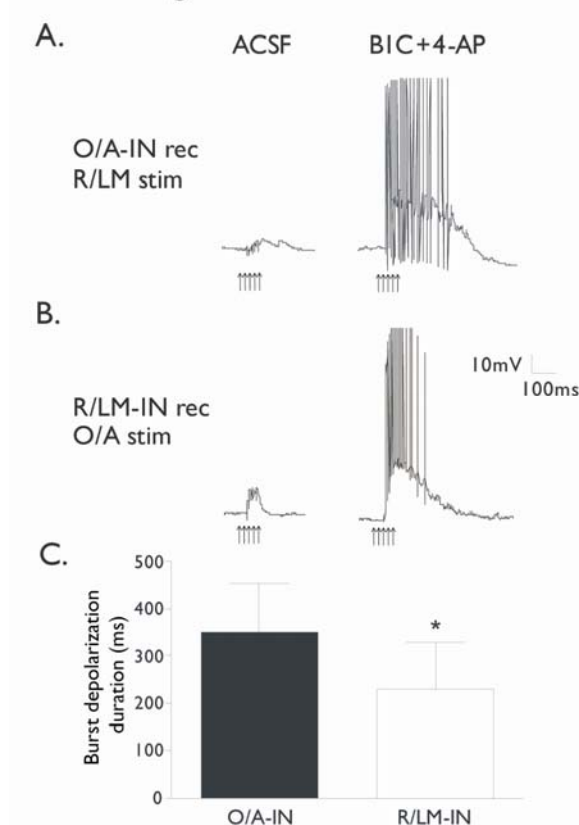 A.
ACSF BIC+4-AP
O/A-IN rec
R/LM stim
B.
10mV
100ms
R/LM-IN rec
O/A stim
C.
Burst depolarization
duration (ms)
500
400
300
200
100
0
*
O/A-IN R/LM-IN